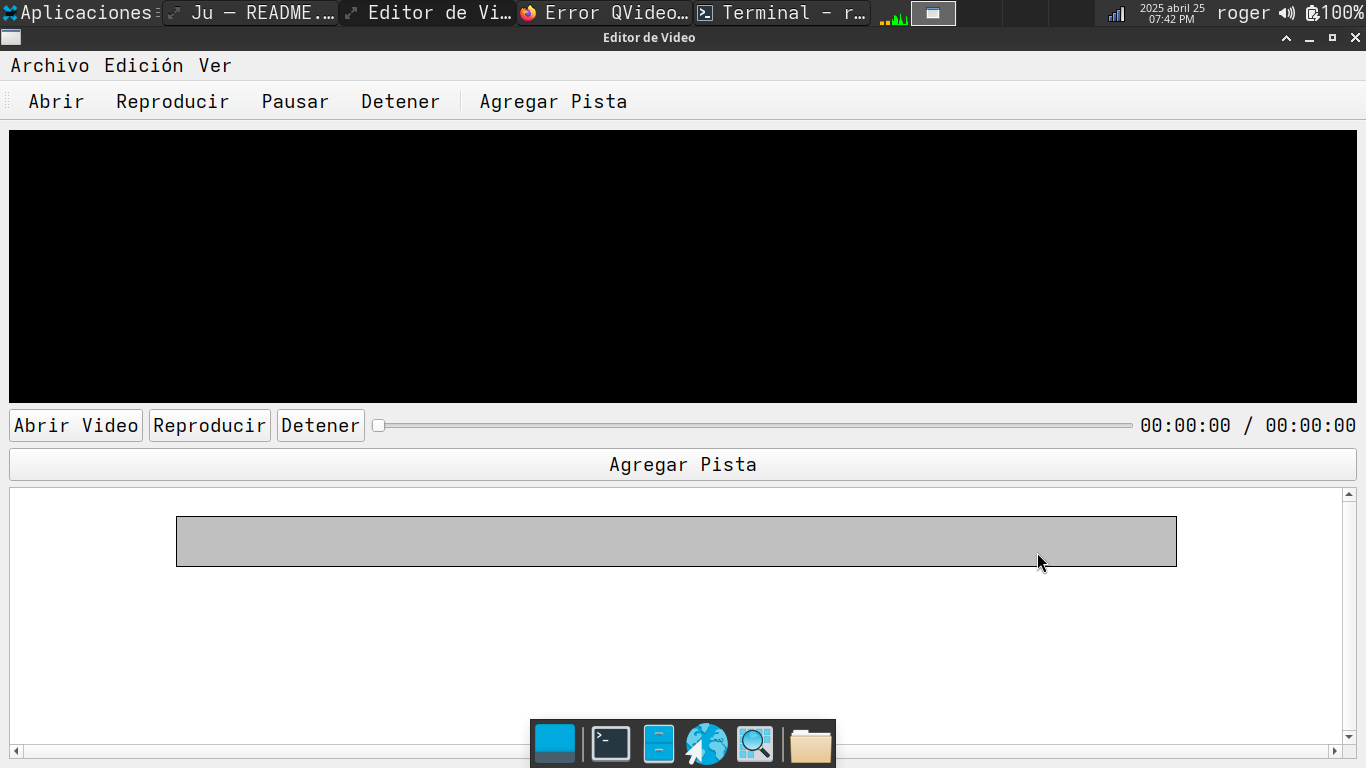 Aplicaciones Ju — README.... Editor de Vi... Error QVideo... Terminal - r... 2025 abril 25 roger 100%
07:42 PM
Editor de Video
Archivo Edición Ver
Abrir Reproducir Pausar Detener Agregar Pista
Abrir Video Reproducir Detener 00:00:00 / 00:00:00
Agregar Pista